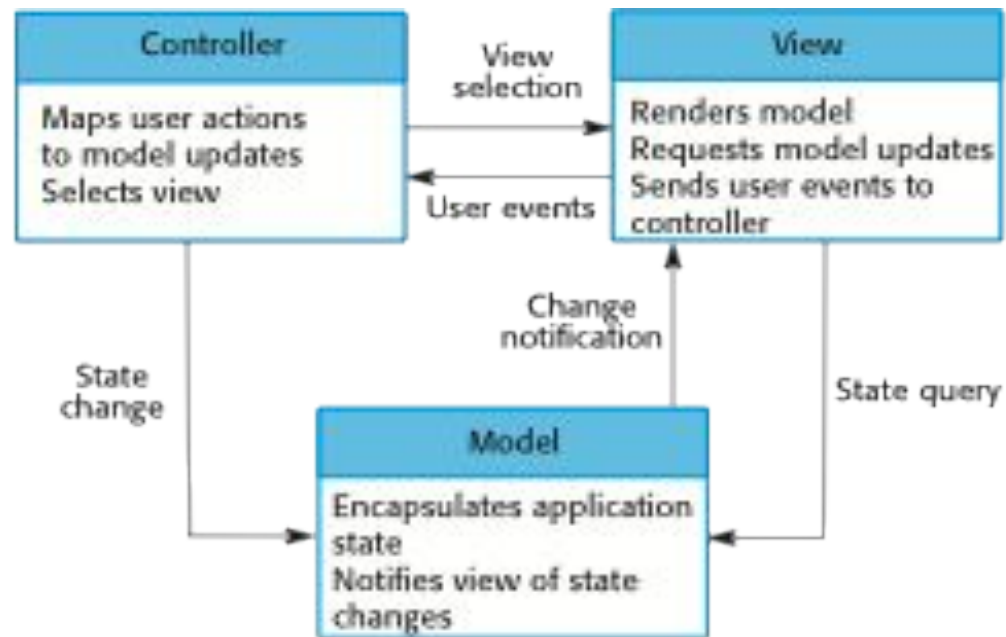 Controller
Maps user actions
to model updates
Selects view
View
selection
User events
View
Renders model
Requests model updates
Sends user events to
controller
State
change
Change
notification
State query
Model
Encapsulates application
state
Notifies view of state
changes